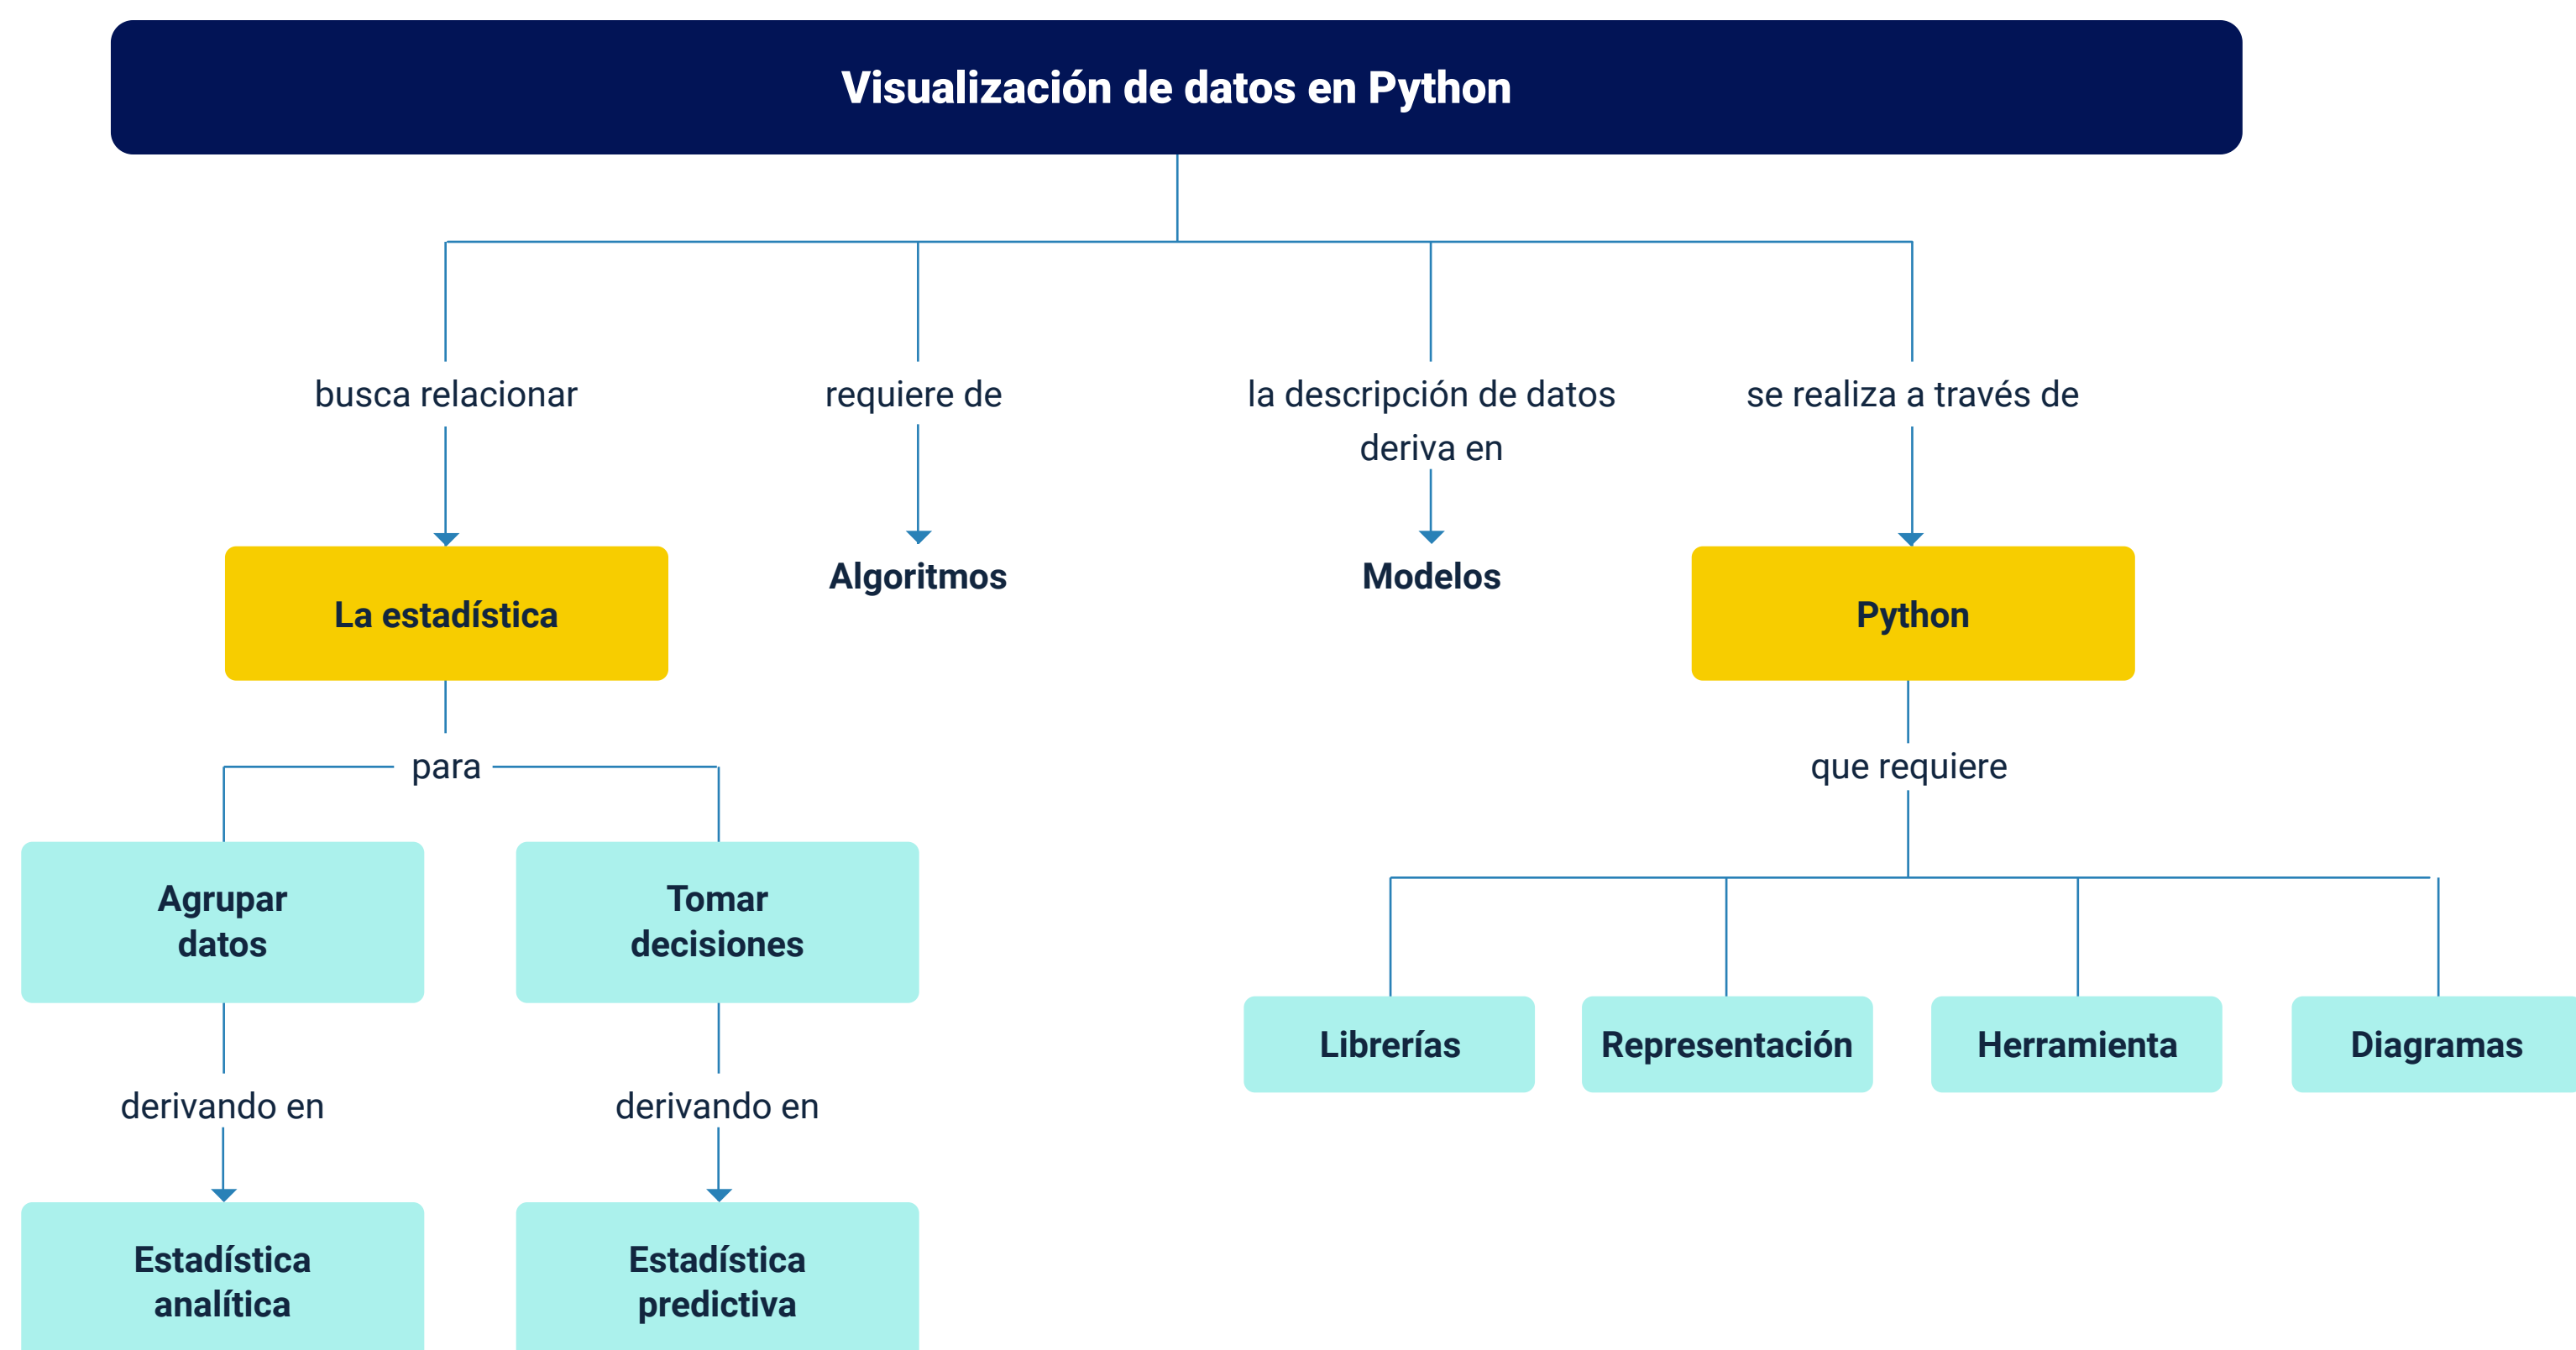 Visualización de datos en Python
busca relacionar
requiere de
la descripción de datos
deriva en
se realiza a través de
La estadística
Algoritmos
Modelos
Python
para
que requiere
Agrupar
datos
Tomar
decisiones
Librerías
Representación
Herramienta
Diagramas
derivando en
derivando en
Estadística
analítica
Estadística
predictiva